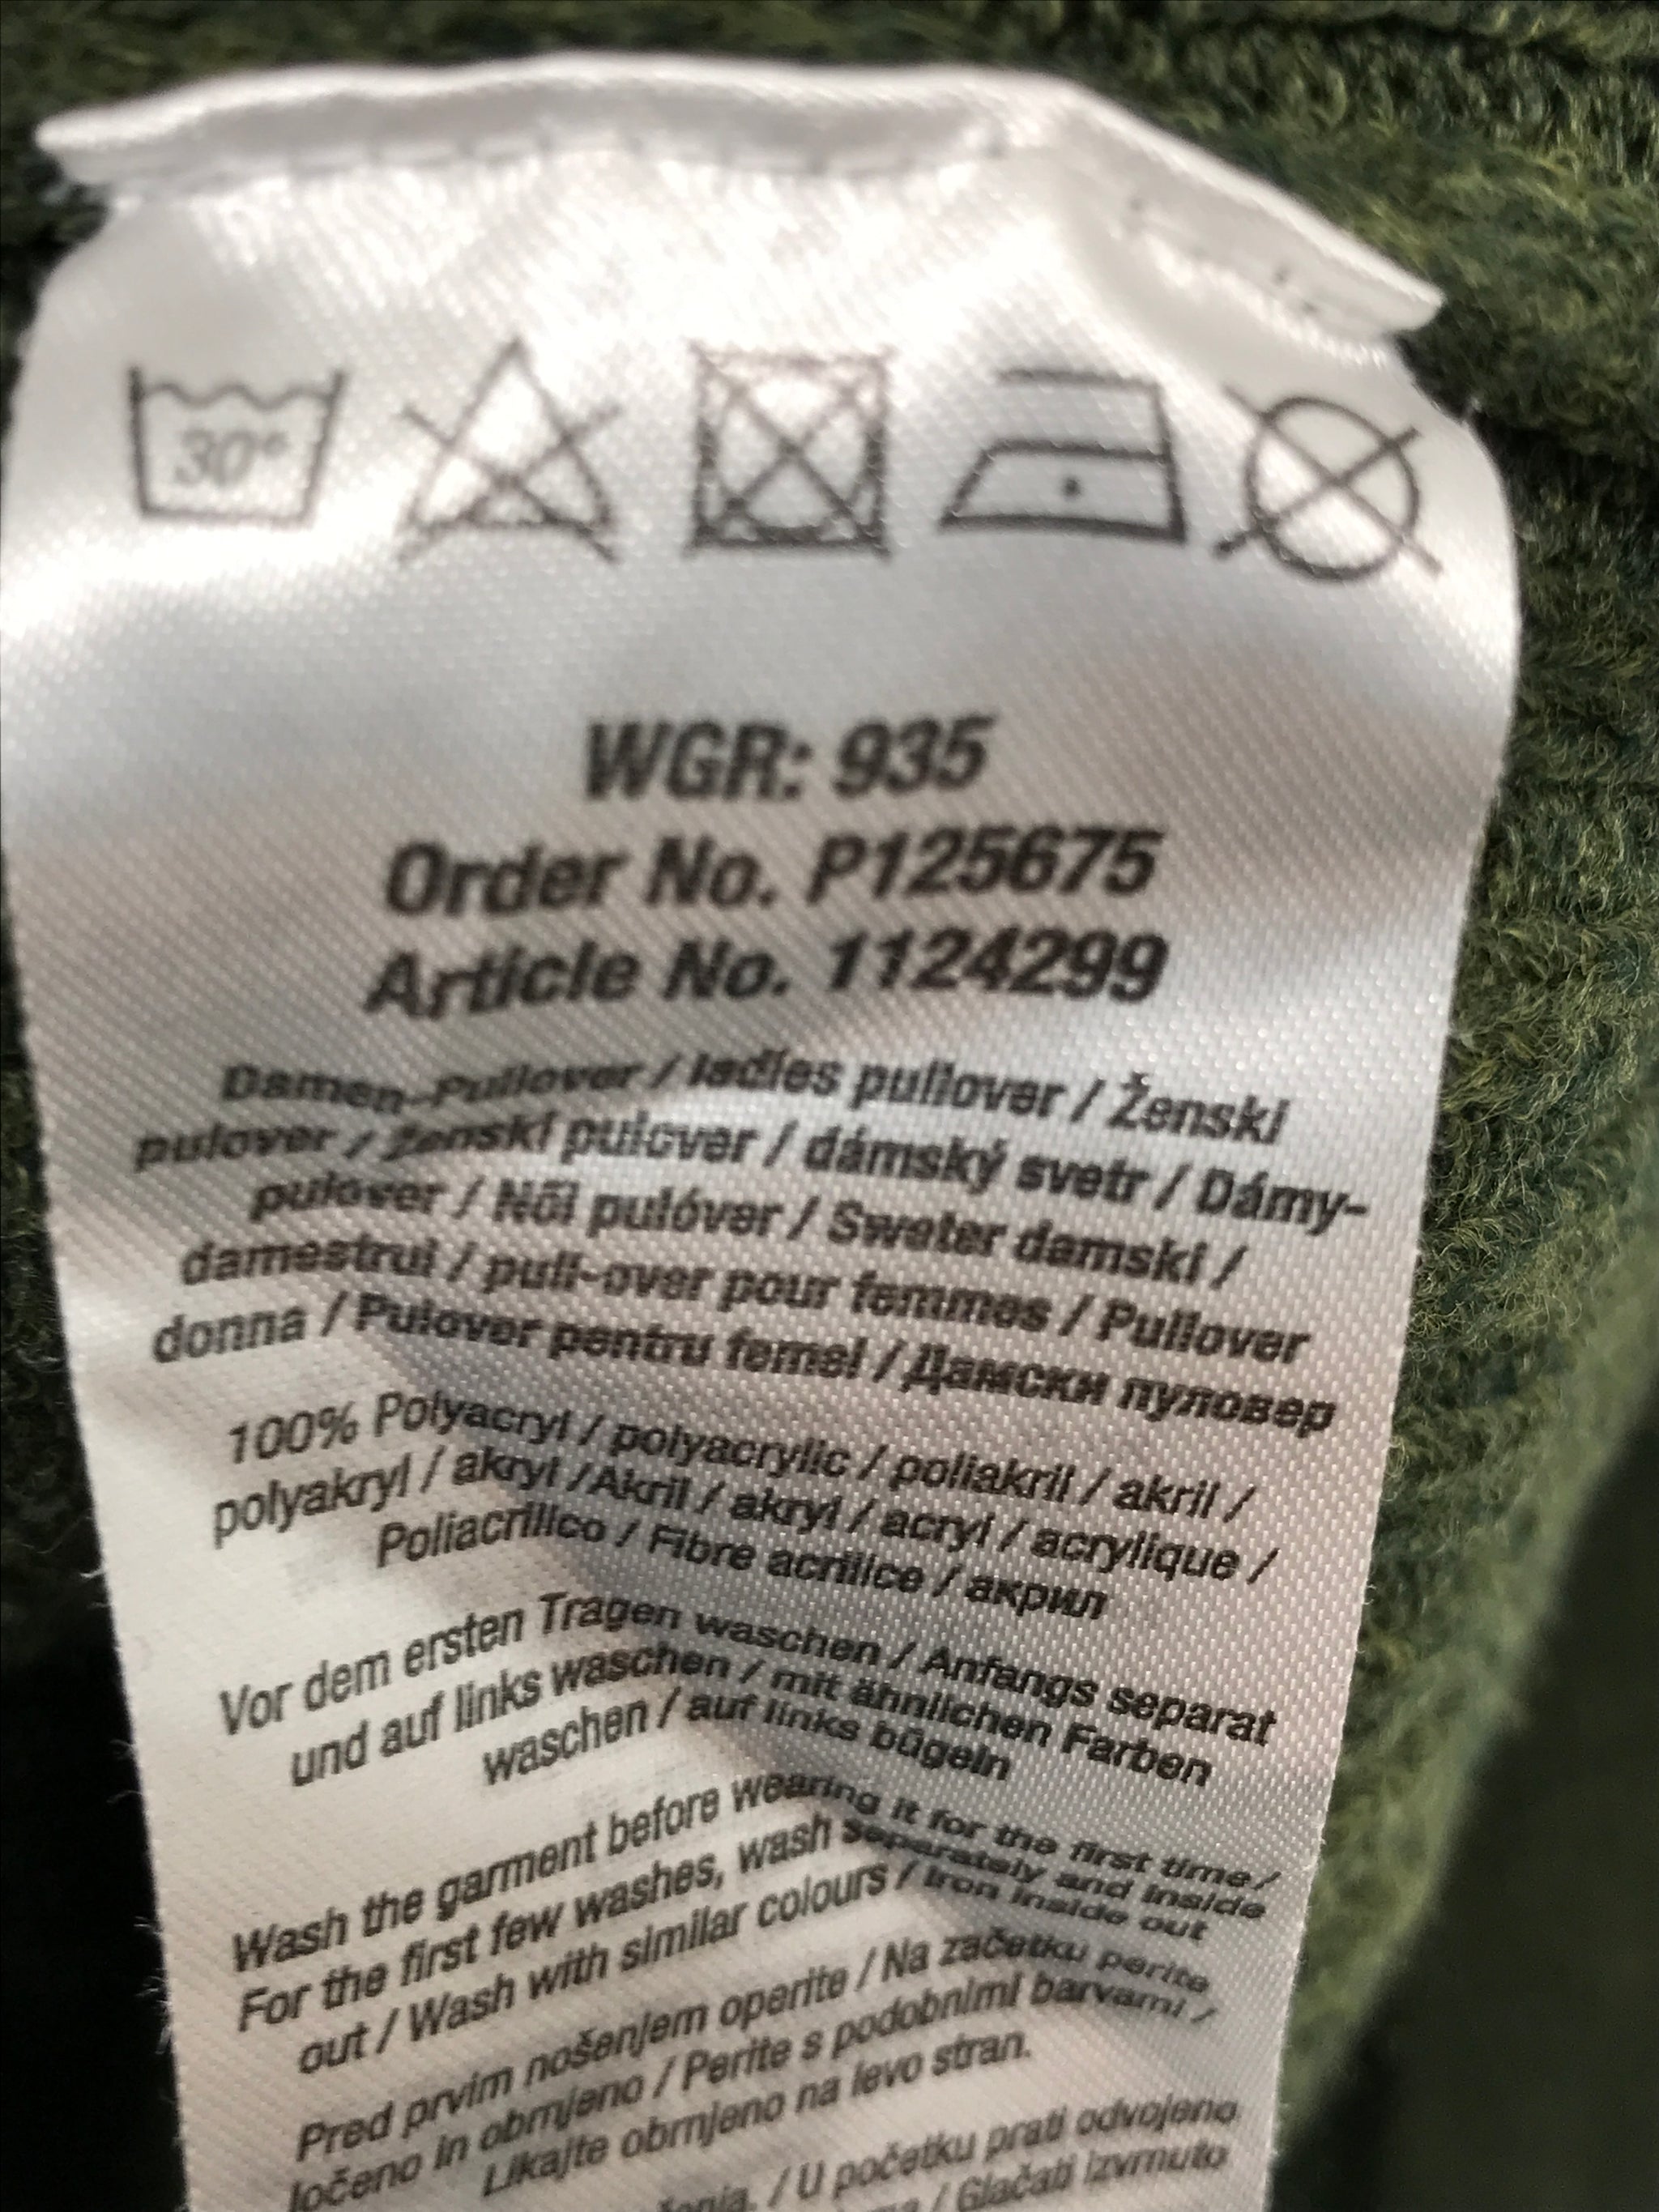 30°
WGR: 935
Order No. P125675
Article No. 1124299
Damen-Pullover / ladies pullover / Ženski
pulover / Ženski pulover / dámský svetr / Dámy-
pulover / Női pulóver / Sweter damski /
damestrui / pull-over pour femmes / Pullover
donna / Pulover pentru femei / Дамски пуловер
100% Polyacryl / polyacrylic / poliakril / akril /
polyakryl / akryl /Akril / akryl / acryl / acrylique /
Poliacrilico / Fibre acrilice / акрил
Vor dem ersten Tragen waschen / Anfangs separat
und auf links waschen / mit ähnlichen Farben
waschen / auf links bügeln
Wash the garment before wearing it for the first time /
For the first few washes, wash separately and inside
out / Wash with similar colours / Iron inside out
Pred prvim nošenjem operite / Na začetku perite
ločeno in obrnjeno / Perite s podobnimi barvami /
Likajte obrnjeno na levo stran.
/ U početku prati odvojeno
/ Glačati izvrnuto